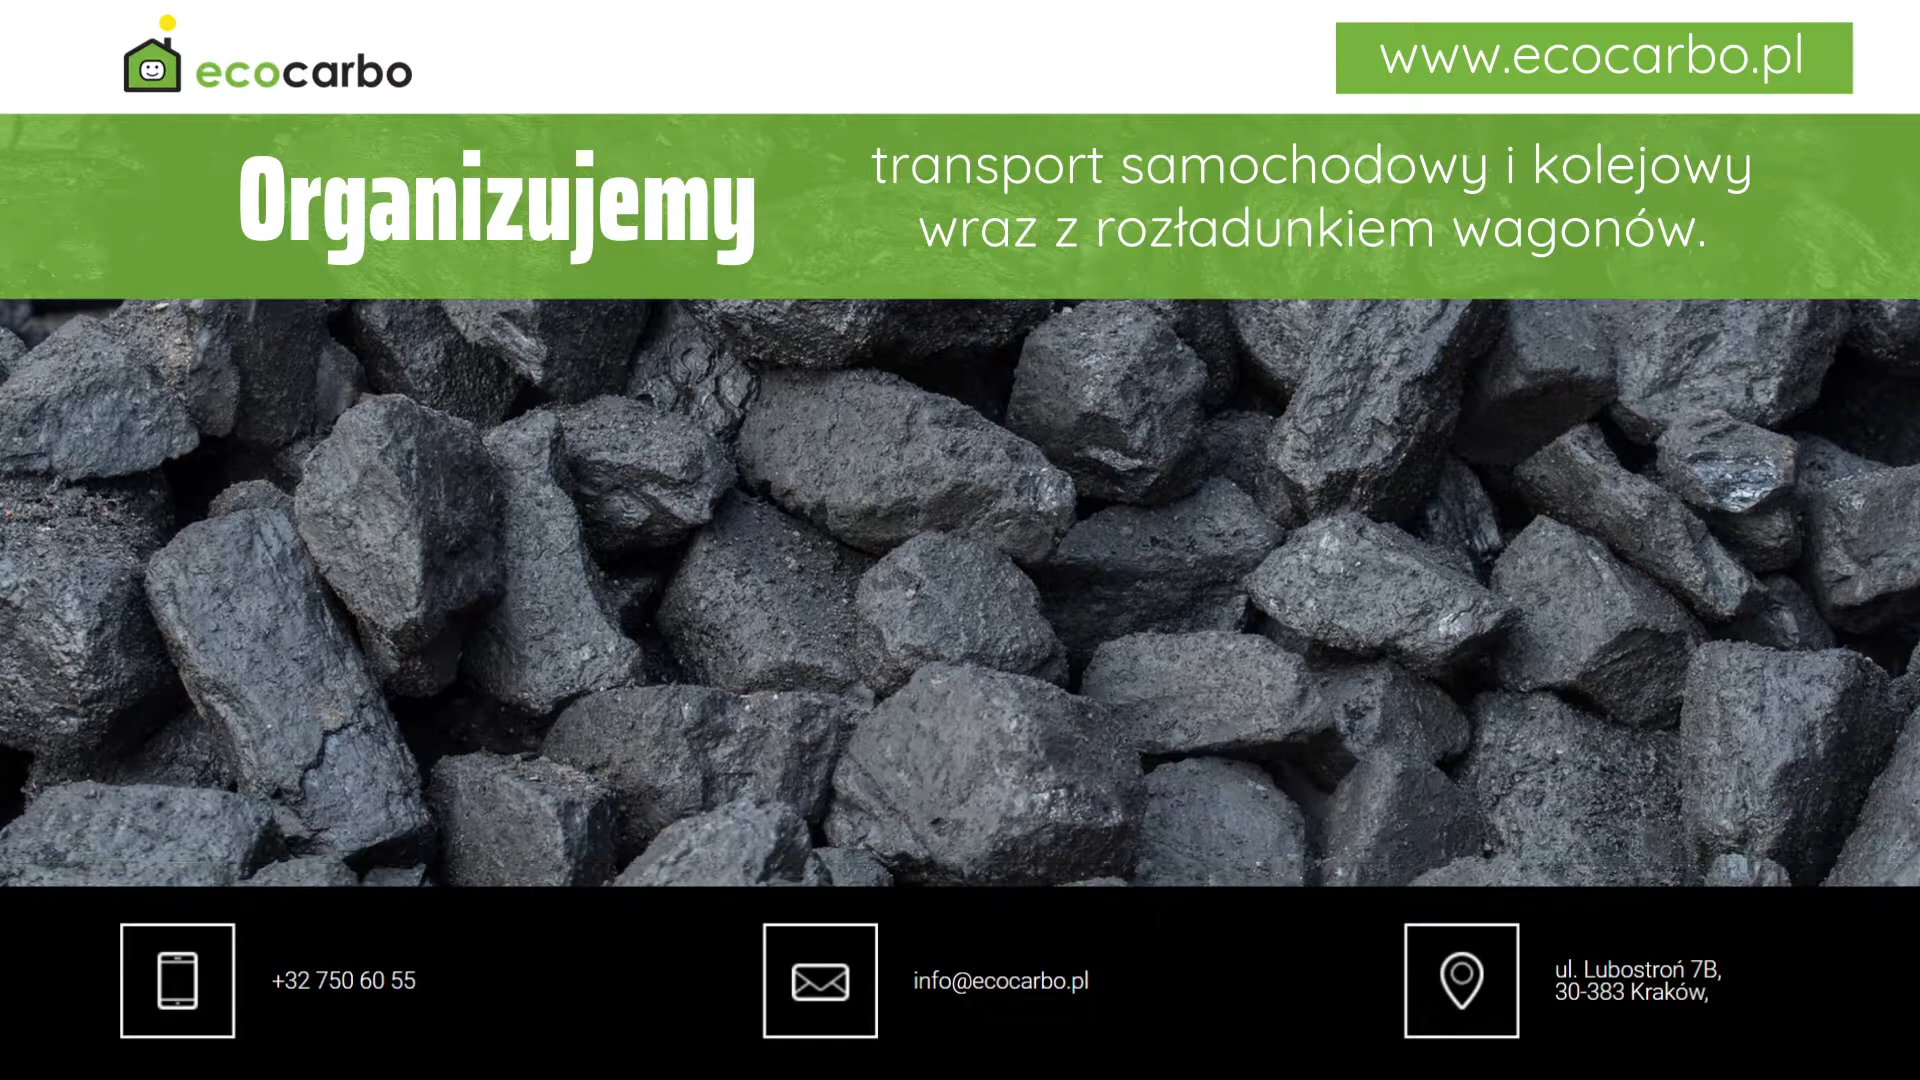 ecocarbo
www.ecocarbo.pl
Organizujemy
transport samochodowy i kolejowy
wraz z rozładunkiem wagonów.
+32 750 60 55
info@ecocarbo.pl
ul. Lubostroń 7B,
30-383 Kraków,